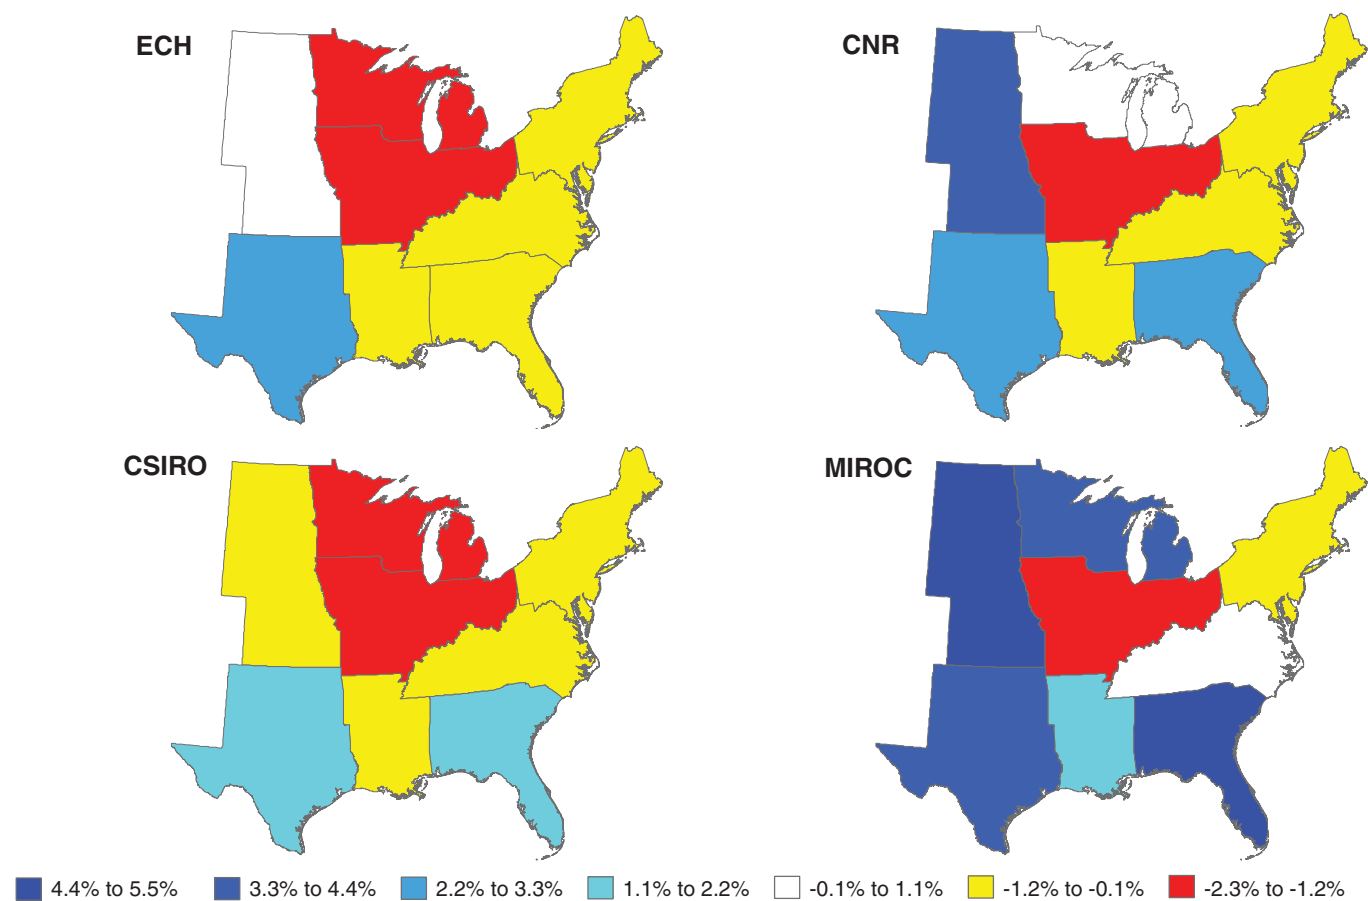 ECH
CNR
CSIRO
MIROC
4.4% to 5.5%
3.3% to 4.4%
2.2% to 3.3%
1.1% to 2.2%
-0.1% to 1.1%
-1.2% to -0.1%
-2.3% to -1.2%